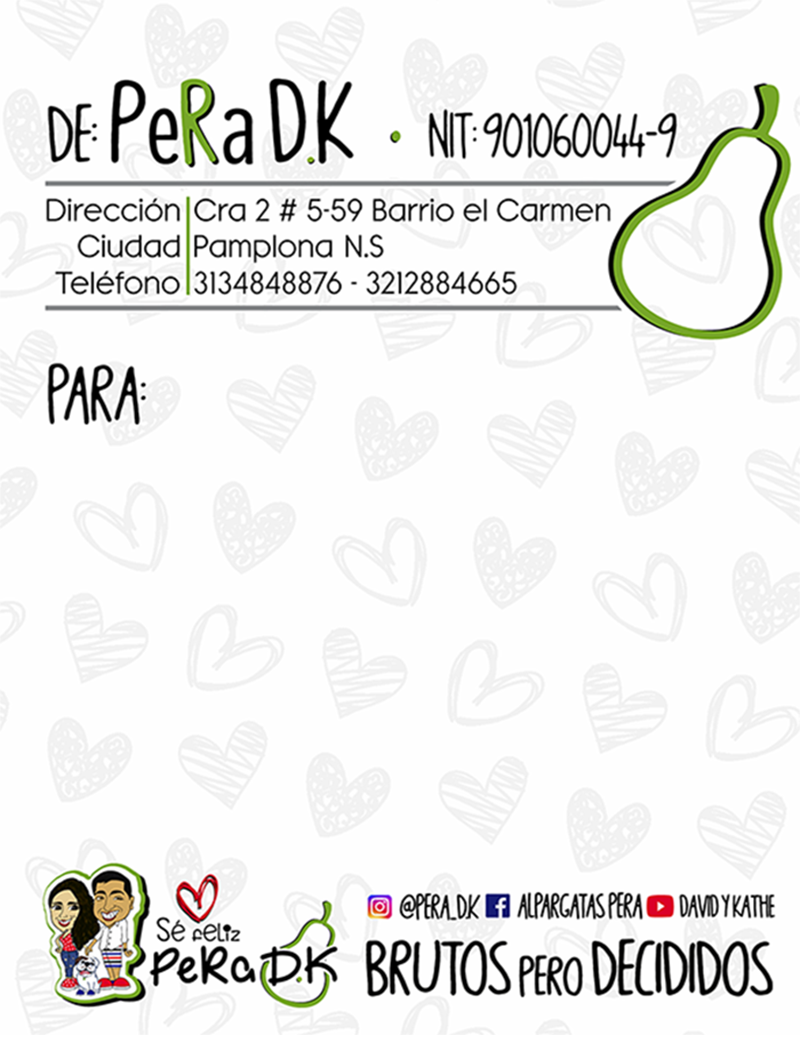 DE: PeRa D.K • NIT: 901060044-9
Dirección Cra 2 # 5-59 Barrio el Carmen
Ciudad Pamplona N.S
Teléfono 3134848876 - 3212884665
PARA:
@PERA_DK ALPARGATAS PERA DAVID Y KATHE
Sé feliz
PeRa D.K
BRUTOS PERO DECIDIDOS